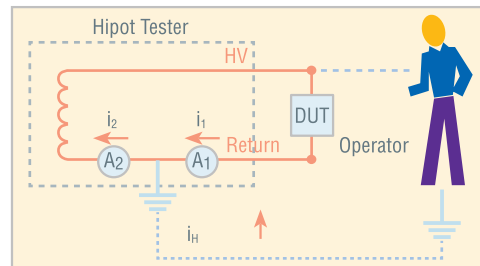 Hipot Tester
HV
i2
i1
DUT
A2
A1
Return
Operator
iH